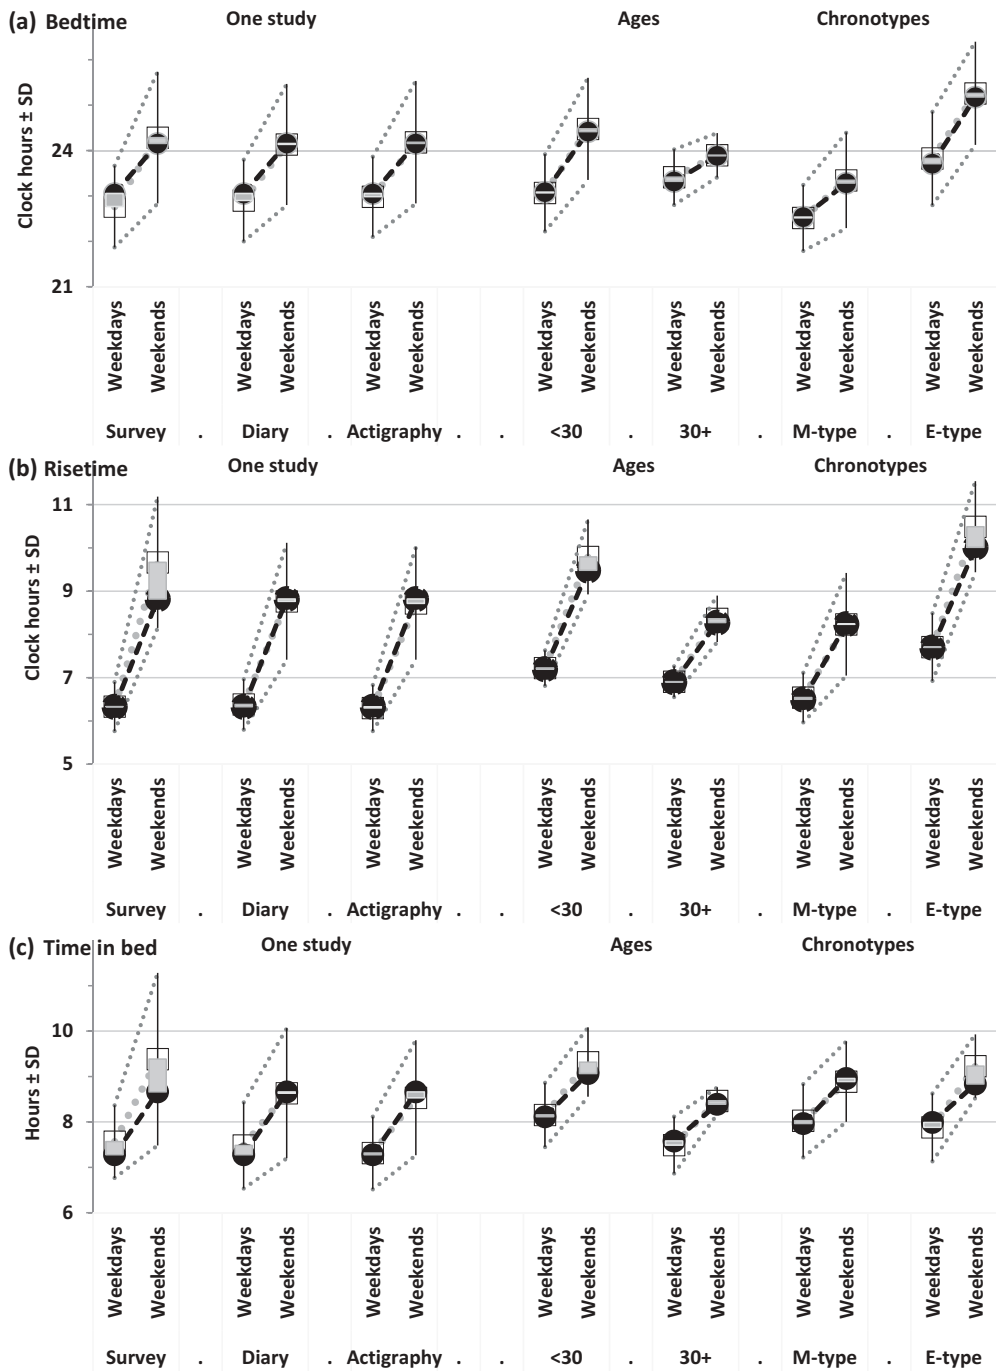 (a) Bedtime One study Ages Chronotypes
Clock hours ± SD
24
21
Weekdays Weekends Weekdays Weekends Weekdays Weekends Weekdays Weekends Weekdays Weekends Weekdays Weekends Weekdays Weekends
Survey . Diary . Actigraphy . . <30 . 30+ . M-type . E-type
(b) Risetime One study Ages Chronotypes
Clock hours ± SD
11
9
7
5
Weekdays Weekends Weekdays Weekends Weekdays Weekends Weekdays Weekends Weekdays Weekends Weekdays Weekends Weekdays Weekends
Survey . Diary . Actigraphy . . <30 . 30+ . M-type . E-type
(c) Time in bed One study Ages Chronotypes
Hours ± SD
10
8
6
Weekdays Weekends Weekdays Weekends Weekdays Weekends Weekdays Weekends Weekdays Weekends Weekdays Weekends Weekdays Weekends
Survey . Diary . Actigraphy . . <30 . 30+ . M-type . E-type